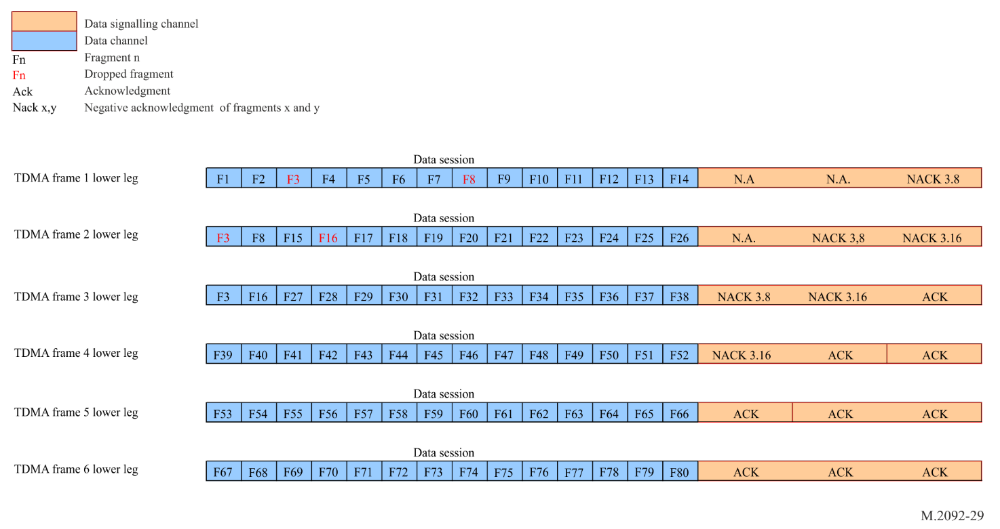 Data signalling channel
Data channel
Fn Fragment n
Fn Dropped fragment
Ack Acknowledgment
Nack x,y Negative acknowledgment of fragments x and y
Data session
TDMA frame 1 lower leg F1 F2 F3 F4 F5 F6 F7 F8 F9 F10 F11 F12 F13 F14 N.A N.A. NACK 3.8
Data session
TDMA frame 2 lower leg F3 F8 F15 F16 F17 F18 F19 F20 F21 F22 F23 F24 F25 F26 N.A. NACK 3,8 NACK 3.16
Data session
TDMA frame 3 lower leg F3 F16 F27 F28 F29 F30 F31 F32 F33 F34 F35 F36 F37 F38 NACK 3.8 NACK 3.16 ACK
Data session
TDMA frame 4 lower leg F39 F40 F41 F42 F43 F44 F45 F46 F47 F48 F49 F50 F51 F52 NACK 3.16 ACK ACK
Data session
TDMA frame 5 lower leg F53 F54 F55 F56 F57 F58 F59 F60 F61 F62 F63 F64 F65 F66 ACK ACK ACK
Data session
TDMA frame 6 lower leg F67 F68 F69 F70 F71 F72 F73 F74 F75 F76 F77 F78 F79 F80 ACK ACK ACK
M.2092-29